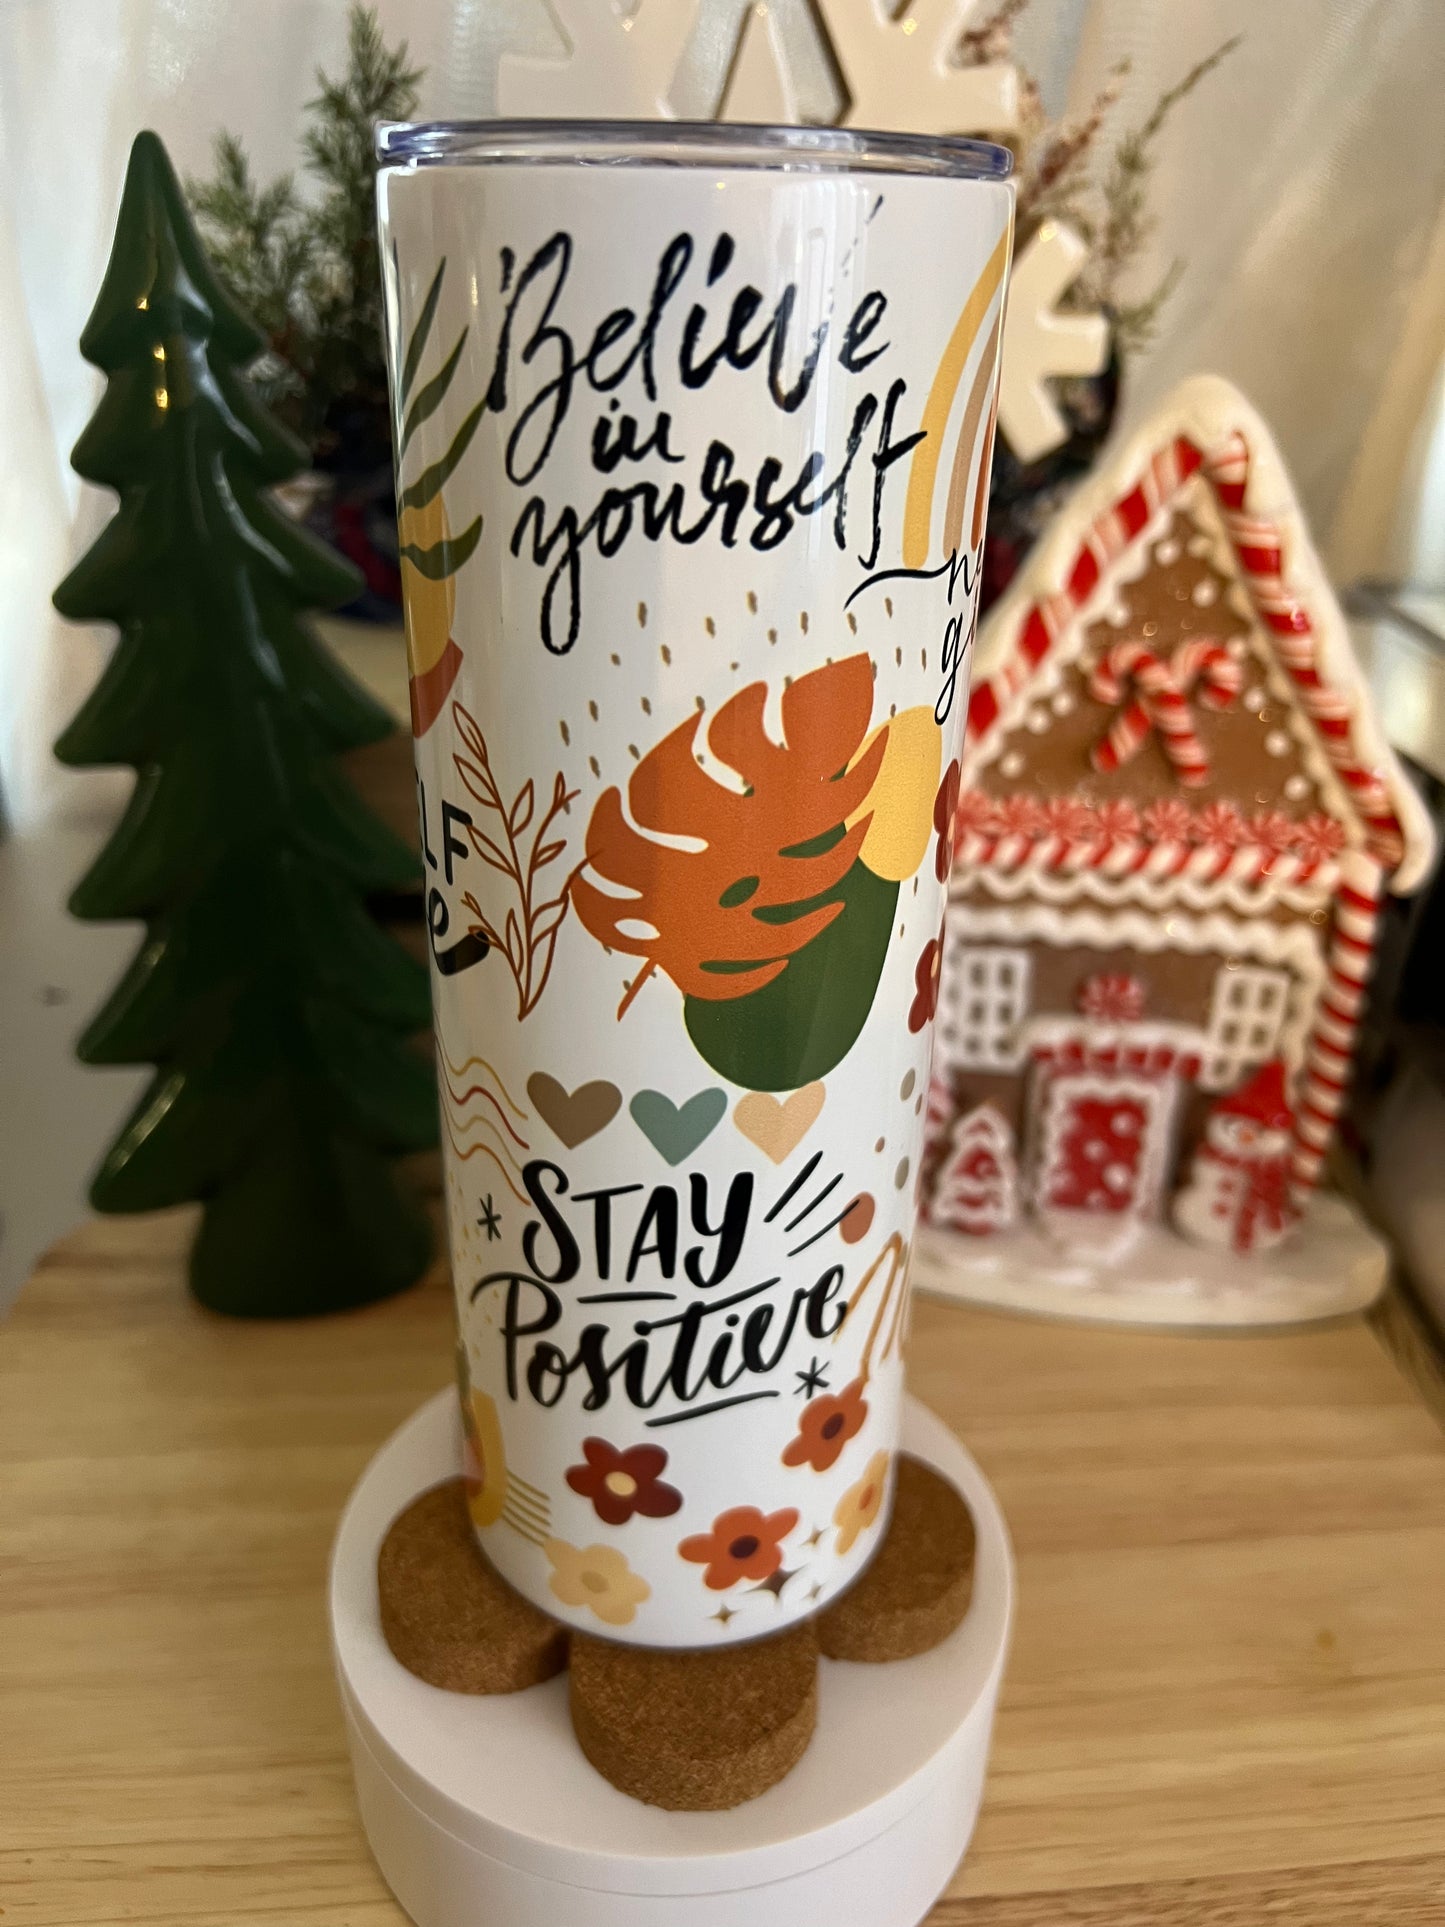 Believe
in
yourself
STAY
Positive